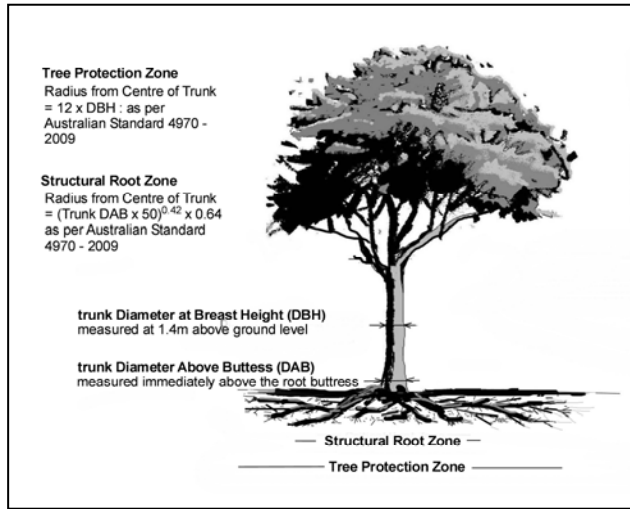 Tree Protection Zone
Radius from Centre of Trunk
= 12 x DBH : as per
Australian Standard 4970 -
2009
Structural Root Zone
Radius from Centre of Trunk
= (Trunk DAB x 50)^0.42 x 0.64
as per Australian Standard
4970 - 2009
trunk Diameter at Breast Height (DBH)
measured at 1.4m above ground level
trunk Diameter Above Buttess (DAB)
measured immediately above the root buttress
Structural Root Zone
Tree Protection Zone